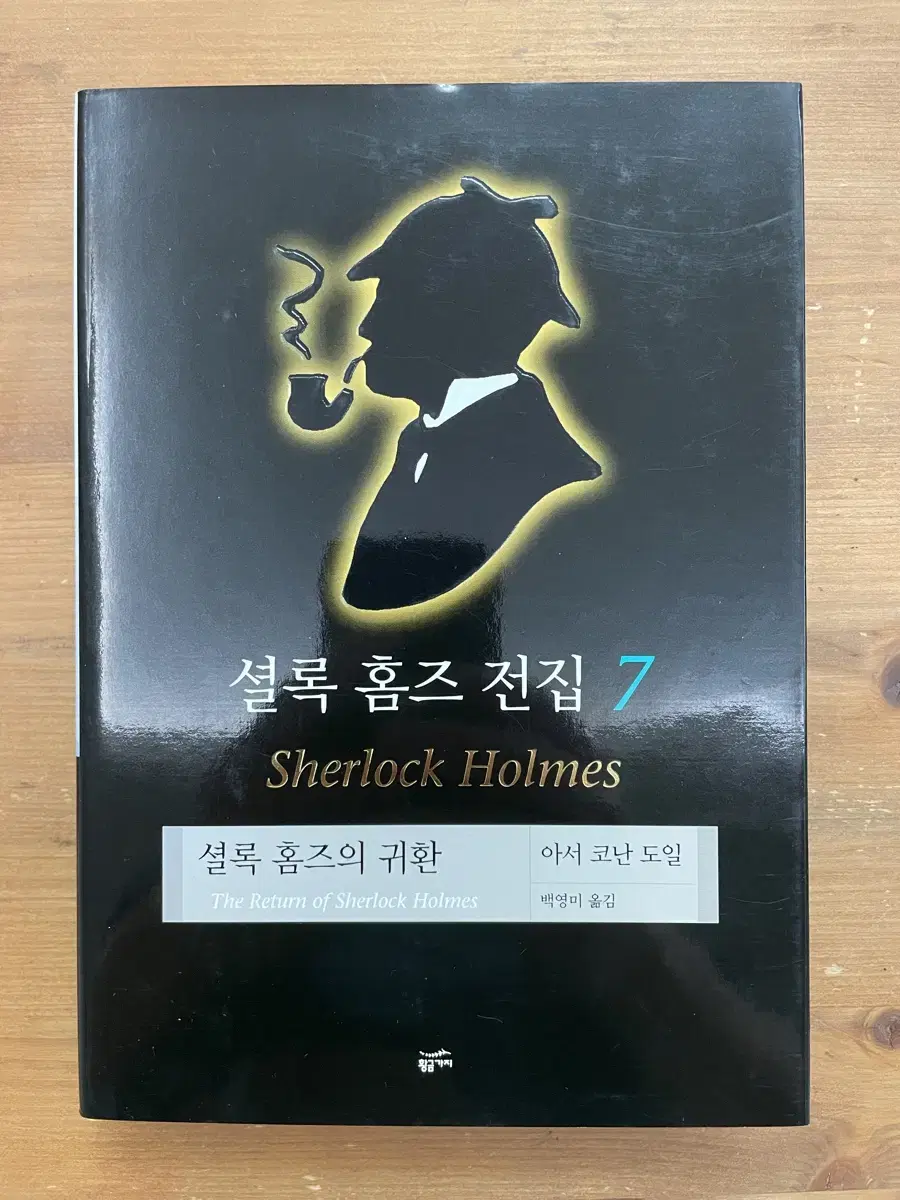 셜록 홈즈 전집 7
Sherlock Holmes
셜록 홈즈의 귀환
The Return of Sherlock Holmes
아서 코난 도일
백영미 옮김
황금가지